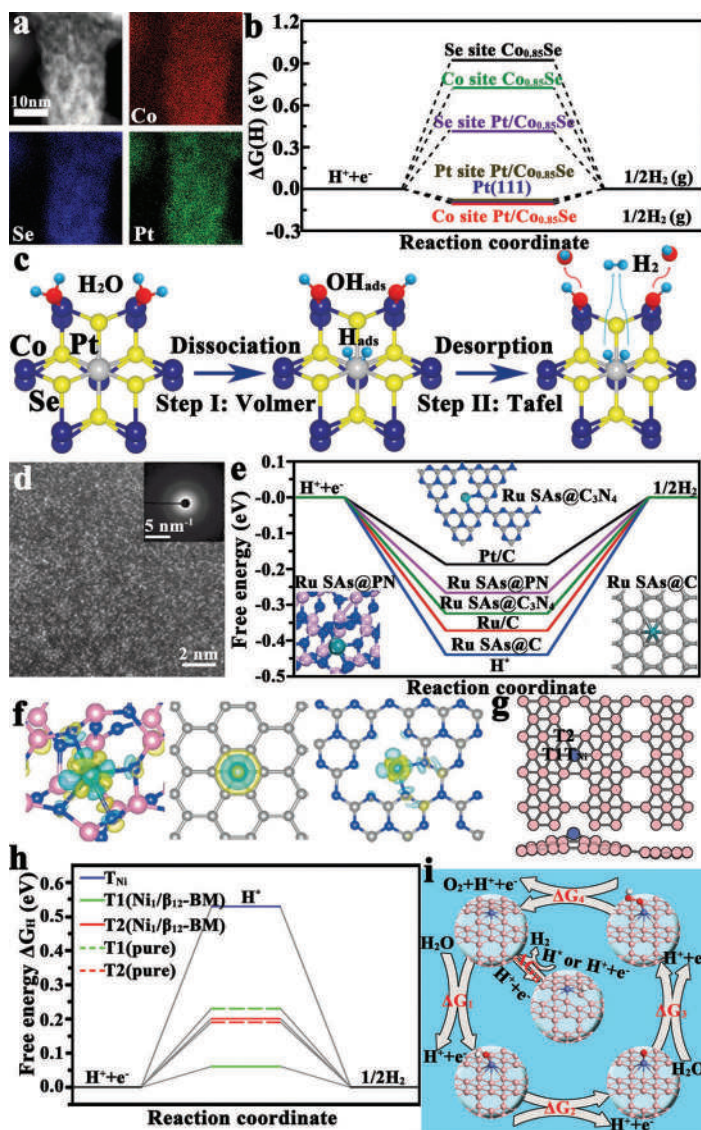 a
10nm
Co
Se
Pt
b
ΔG(H) (eV)
0.9
0.6
0.3
0.0
-0.3
Se site Co0.85Se
Co site Co0.85Se
Se site Pt/Co0.85Se
Pt site Pt/Co0.85Se
Pt(111)
Co site Pt/Co0.85Se
H⁺+e⁻
1/2H₂ (g)
1/2H₂ (g)
Reaction coordinate
c
H₂O
OHads
H₂
Co
Pt
Dissociation
Hads
Desorption
Se
Step I: Volmer
Step II: Tafel
d
5 nm⁻¹
2 nm
e
Free energy (eV)
0.1
-0.0
-0.1
-0.2
-0.3
-0.4
-0.5
H⁺+e⁻
1/2H₂
Ru SAs@C₃N₄
Pt/C
Ru SAs@PN
Ru SAs@PN
Ru SAs@C
Ru SAs@C₃N₄
Ru/C
Ru SAs@C
H*
Reaction coordinate
f
g
T2
T1
TNi
h
Free energy ΔGH (eV)
0.6
0.5
0.4
0.3
0.2
0.1
0.0
TNi
T1(Ni₁/β₁₂-BM)
T2(Ni₁/β₁₂-BM)
T1(pure)
T2(pure)
H*
H⁺+e⁻
1/2H₂
Reaction coordinate
i
O₂+H⁺+e⁻
ΔG₄
H₂O
H₂
H* or H⁺+e⁻
H⁺+e⁻
H⁺+e⁻
ΔG₁
ΔG₃
H⁺+e⁻
H₂O
ΔG₂
H⁺+e⁻